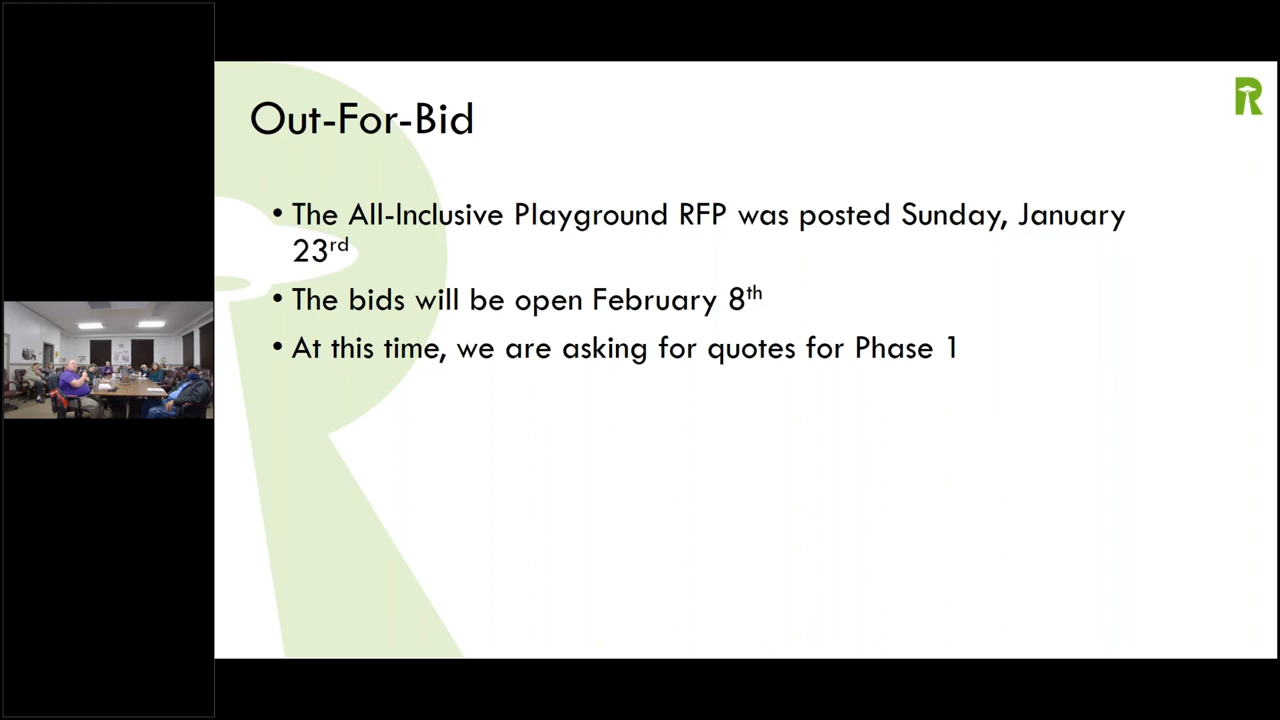 R
Out-For-Bid
• The All-Inclusive Playground RFP was posted Sunday, January
23rd
• The bids will be open February 8th
• At this time, we are asking for quotes for Phase 1